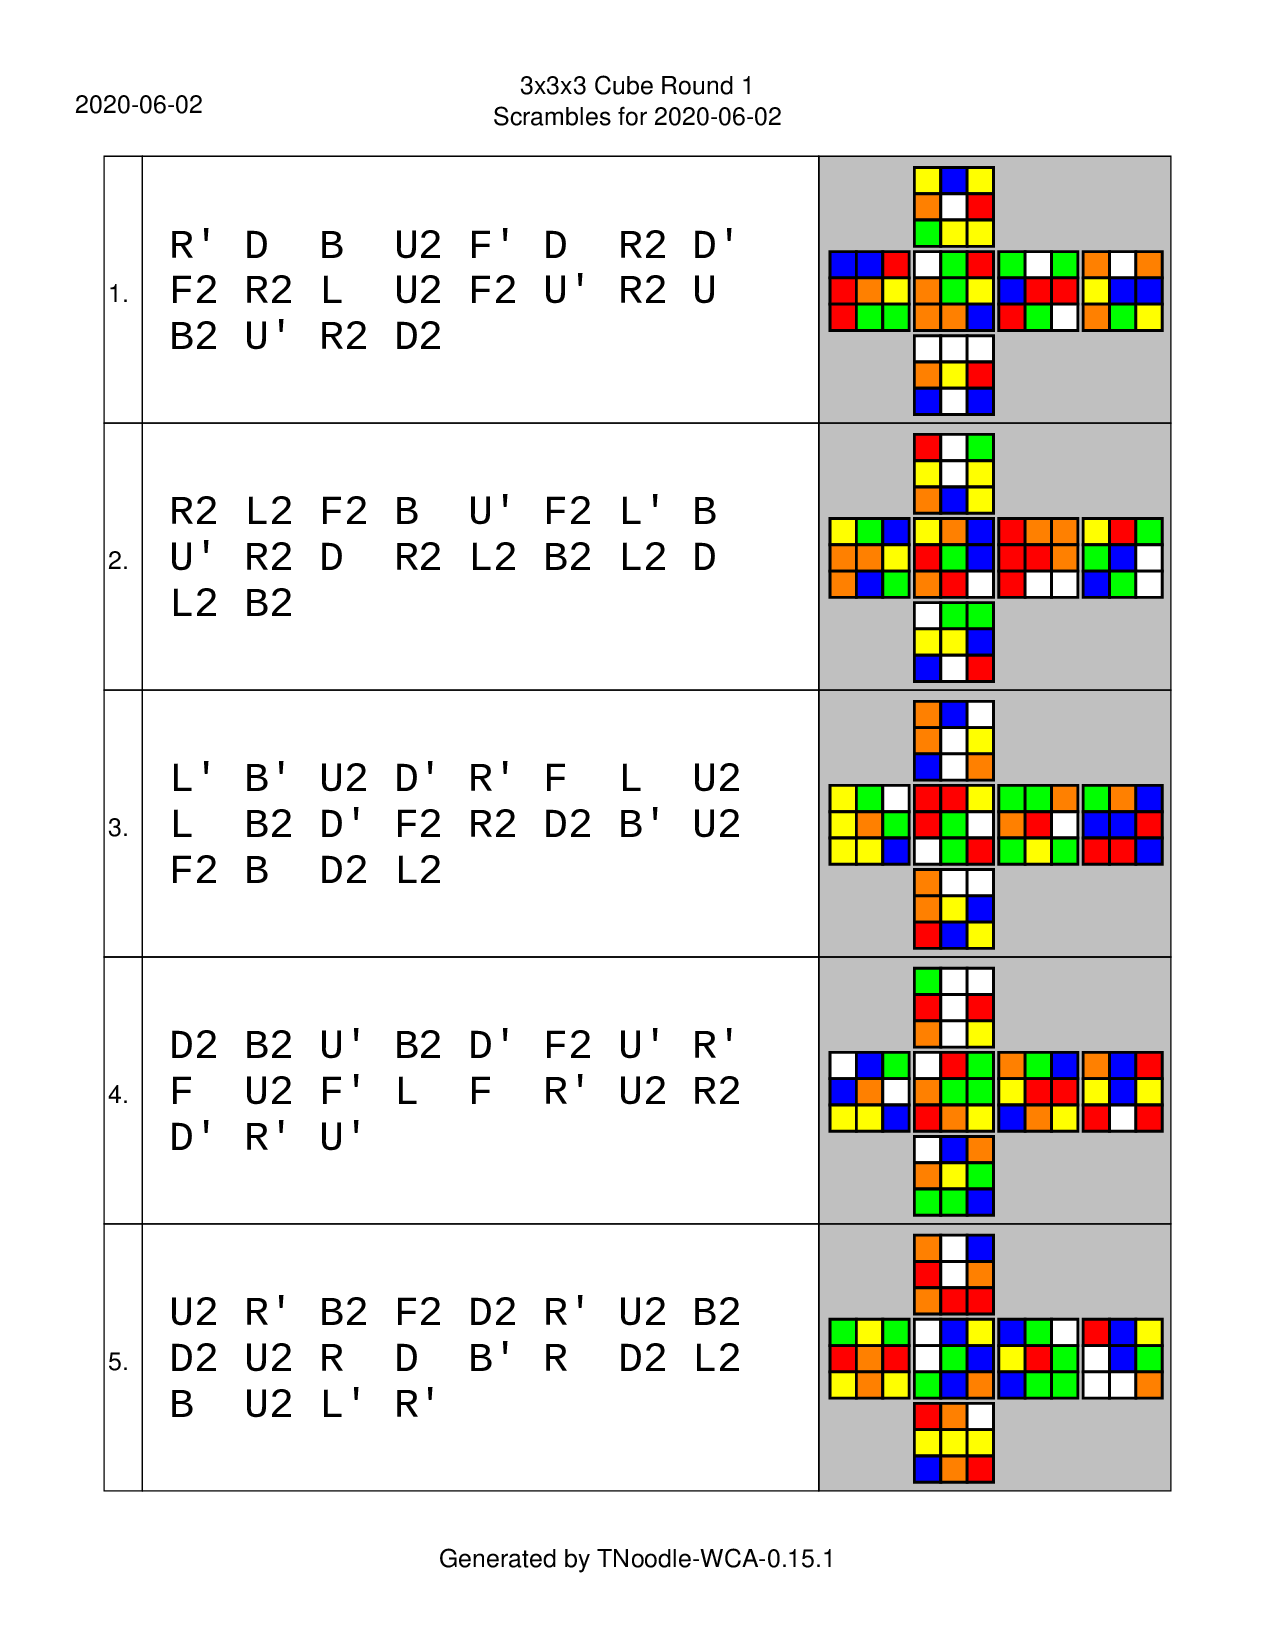 2020-06-02
3x3x3 Cube Round 1
Scrambles for 2020-06-02
1.
R' D B U2 F' D R2 D'
F2 R2 L U2 F2 U' R2 U
B2 U' R2 D2
2.
R2 L2 F2 B U' F2 L' B
U' R2 D R2 L2 B2 L2 D
L2 B2
3.
L' B' U2 D' R' F L U2
L B2 D' F2 R2 D2 B' U2
F2 B D2 L2
4.
D2 B2 U' B2 D' F2 U' R'
F U2 F' L F R' U2 R2
D' R' U'
5.
U2 R' B2 F2 D2 R' U2 B2
D2 U2 R D B' R D2 L2
B U2 L' R'
Generated by TNoodle-WCA-0.15.1